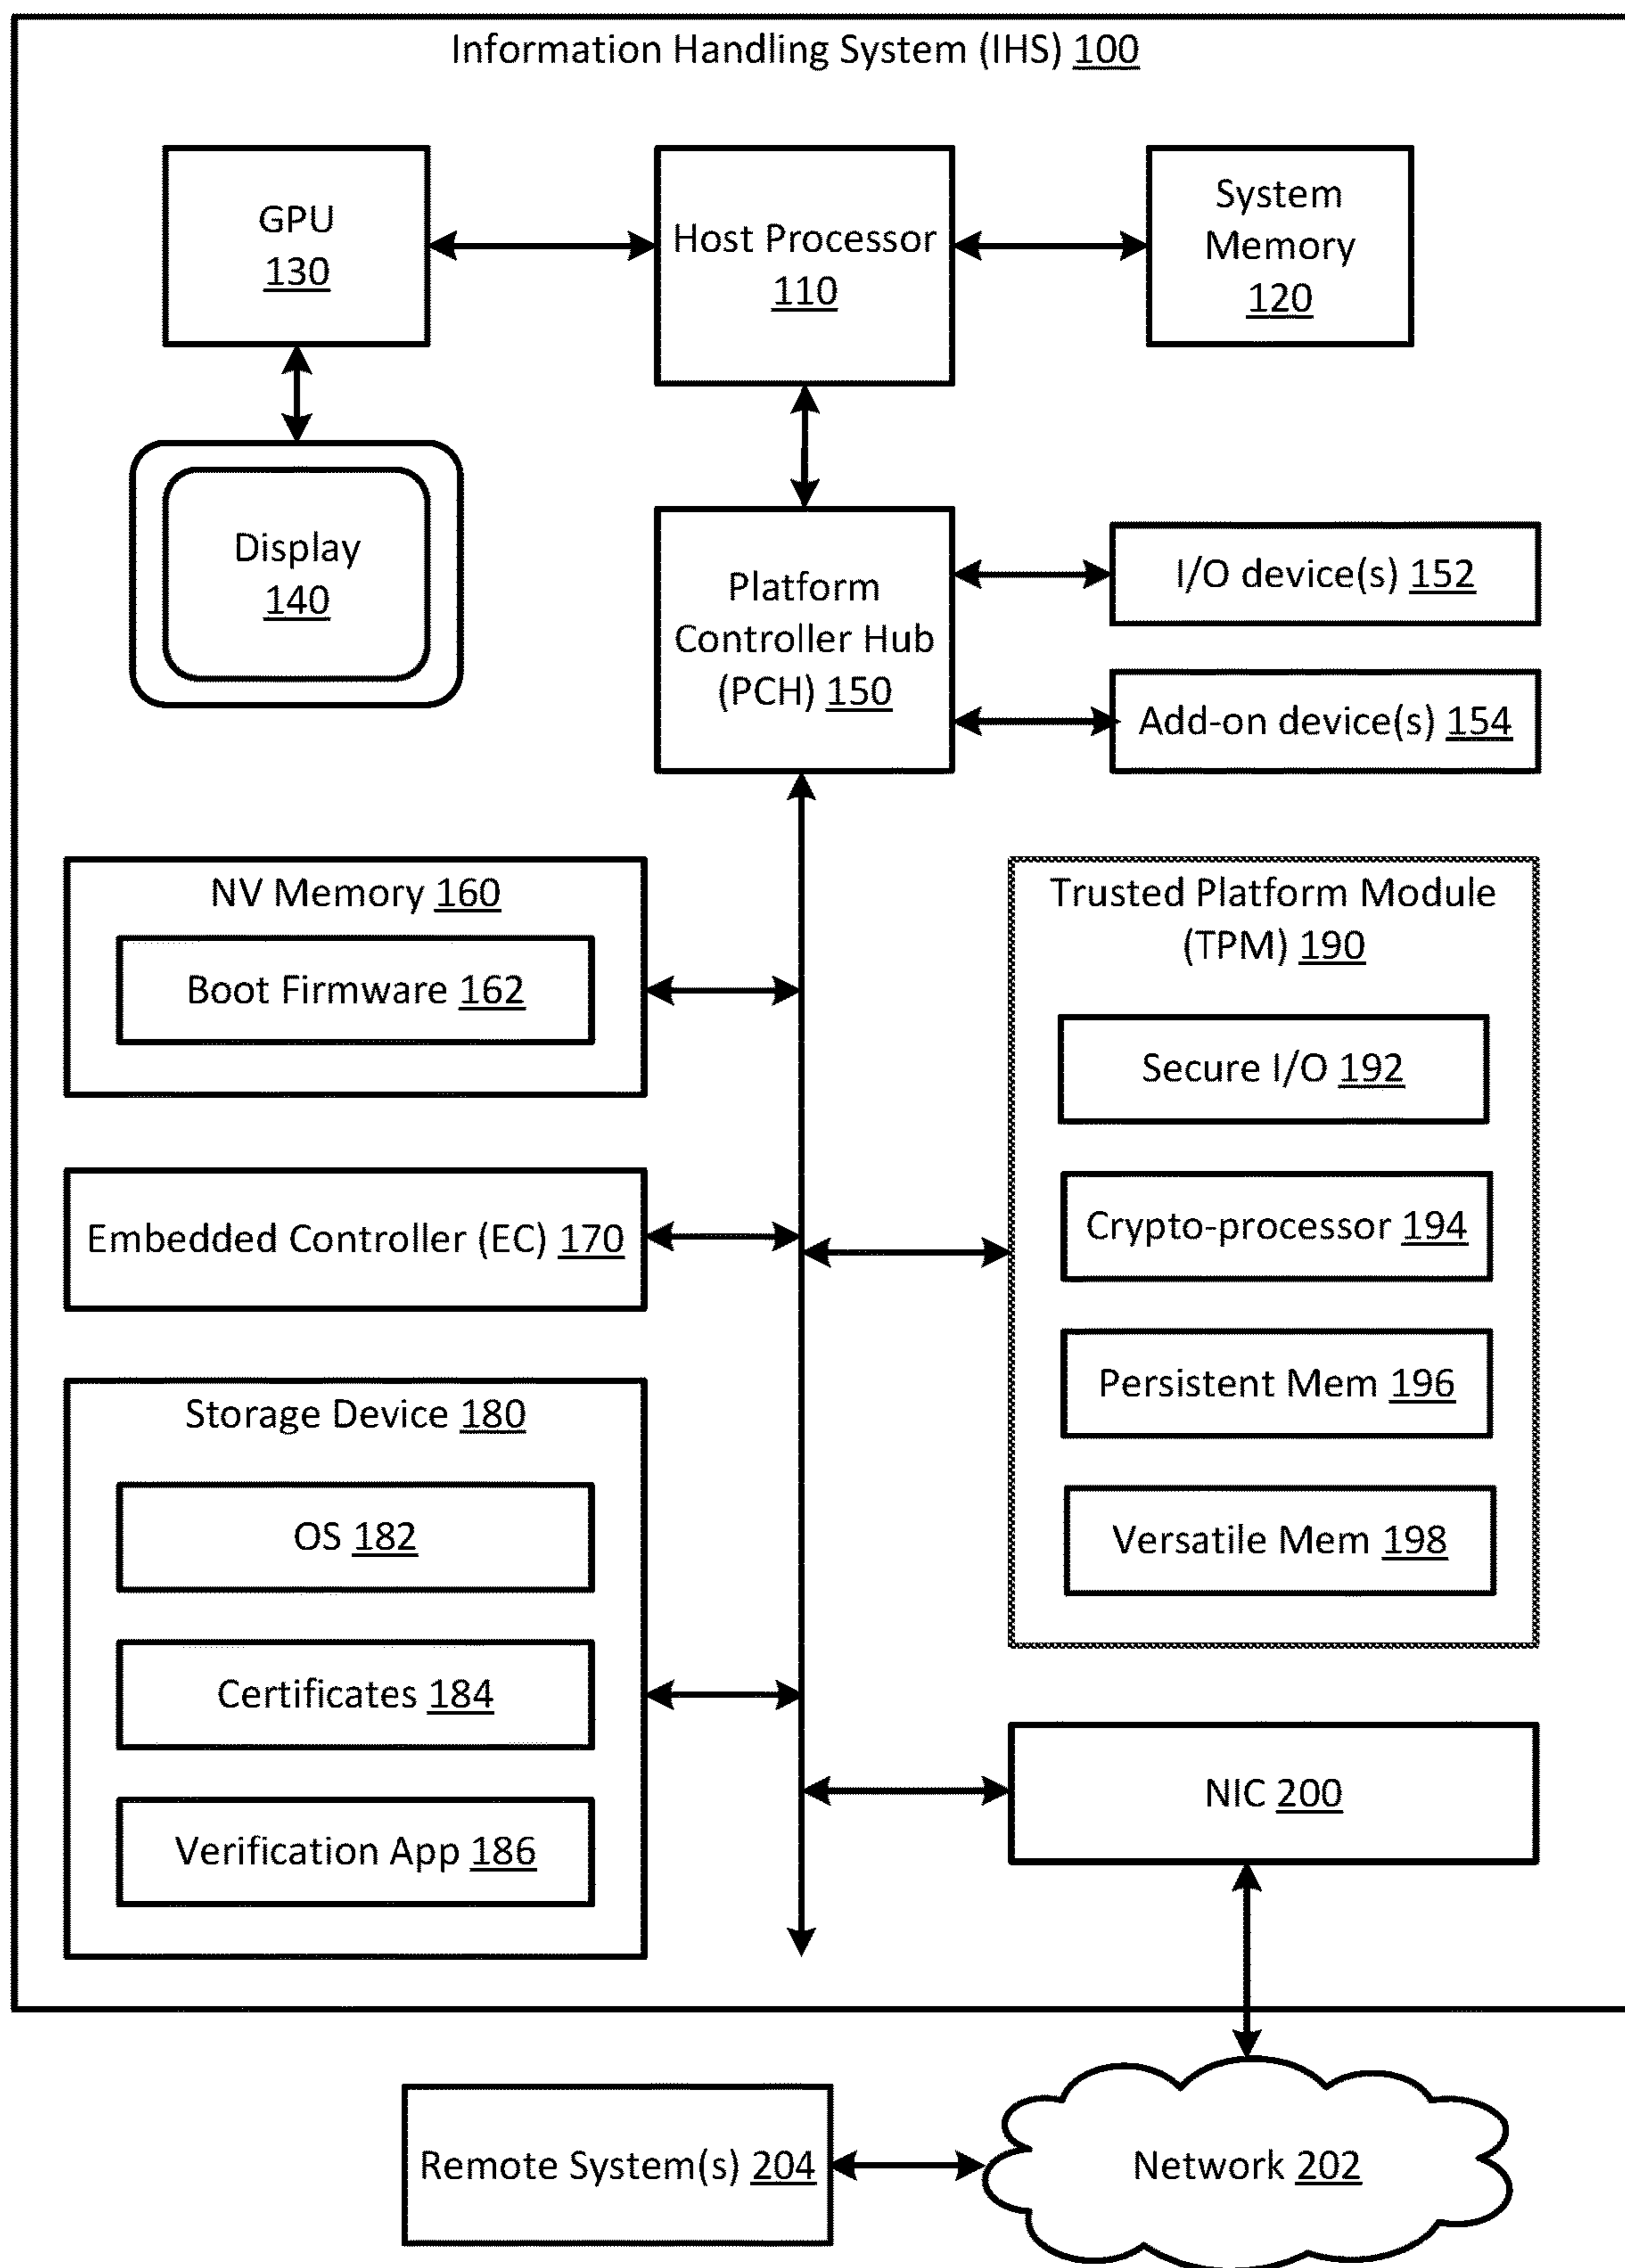 Information Handling System (IHS) 100
GPU
130
Host Processor
110
System
Memory
120
Display
140
Platform
Controller Hub
(PCH) 150
I/O device(s) 152
Add-on device(s) 154
NV Memory 160
Boot Firmware 162
Embedded Controller (EC) 170
Storage Device 180
OS 182
Certificates 184
Verification App 186
Trusted Platform Module
(TPM) 190
Secure I/O 192
Crypto-processor 194
Persistent Mem 196
Versatile Mem 198
NIC 200
Remote System(s) 204
Network 202